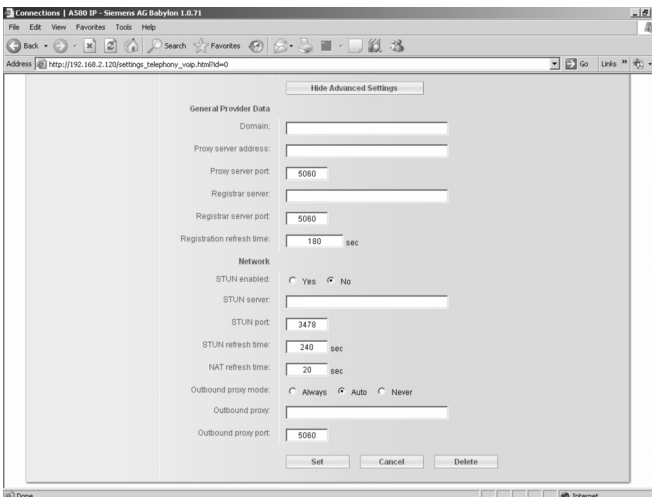 Connections | A580 IP - Siemens AG Babylon 1.0.71
File Edit View Favorites Tools Help
Back Search Favorites
Address http://192.168.2.120/settings_telephony_voip.html?id=0 Go Links »
Hide Advanced Settings
General Provider Data
Domain:
Proxy server address:
Proxy server port: 5060
Registrar server:
Registrar server port: 5060
Registration refresh time: 180 sec
Network
STUN enabled: Yes No
STUN server:
STUN port: 3478
STUN refresh time: 240 sec
NAT refresh time: 20 sec
Outbound proxy mode: Always Auto Never
Outbound proxy:
Outbound proxy port: 5060
Set Cancel Delete
Done Internet